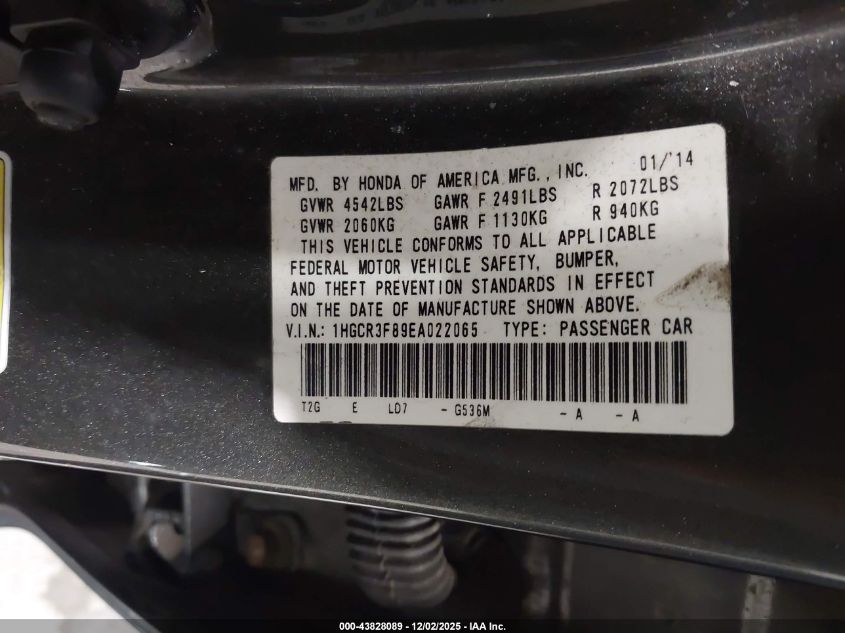 MFD. BY HONDA OF AMERICA MFG., INC. 01/'14
GVWR 4542LBS GAWR F 2491LBS R 2072LBS
GVWR 2060KG GAWR F 1130KG R 940KG
THIS VEHICLE CONFORMS TO ALL APPLICABLE
FEDERAL MOTOR VEHICLE SAFETY, BUMPER,
AND THEFT PREVENTION STANDARDS IN EFFECT
ON THE DATE OF MANUFACTURE SHOWN ABOVE.
V.I.N.: 1HGCR3F89EA022065 TYPE: PASSENGER CAR
T2G E LD7 - G536M - A - A
000-43828089 - 12/02/2025 - IAA Inc.